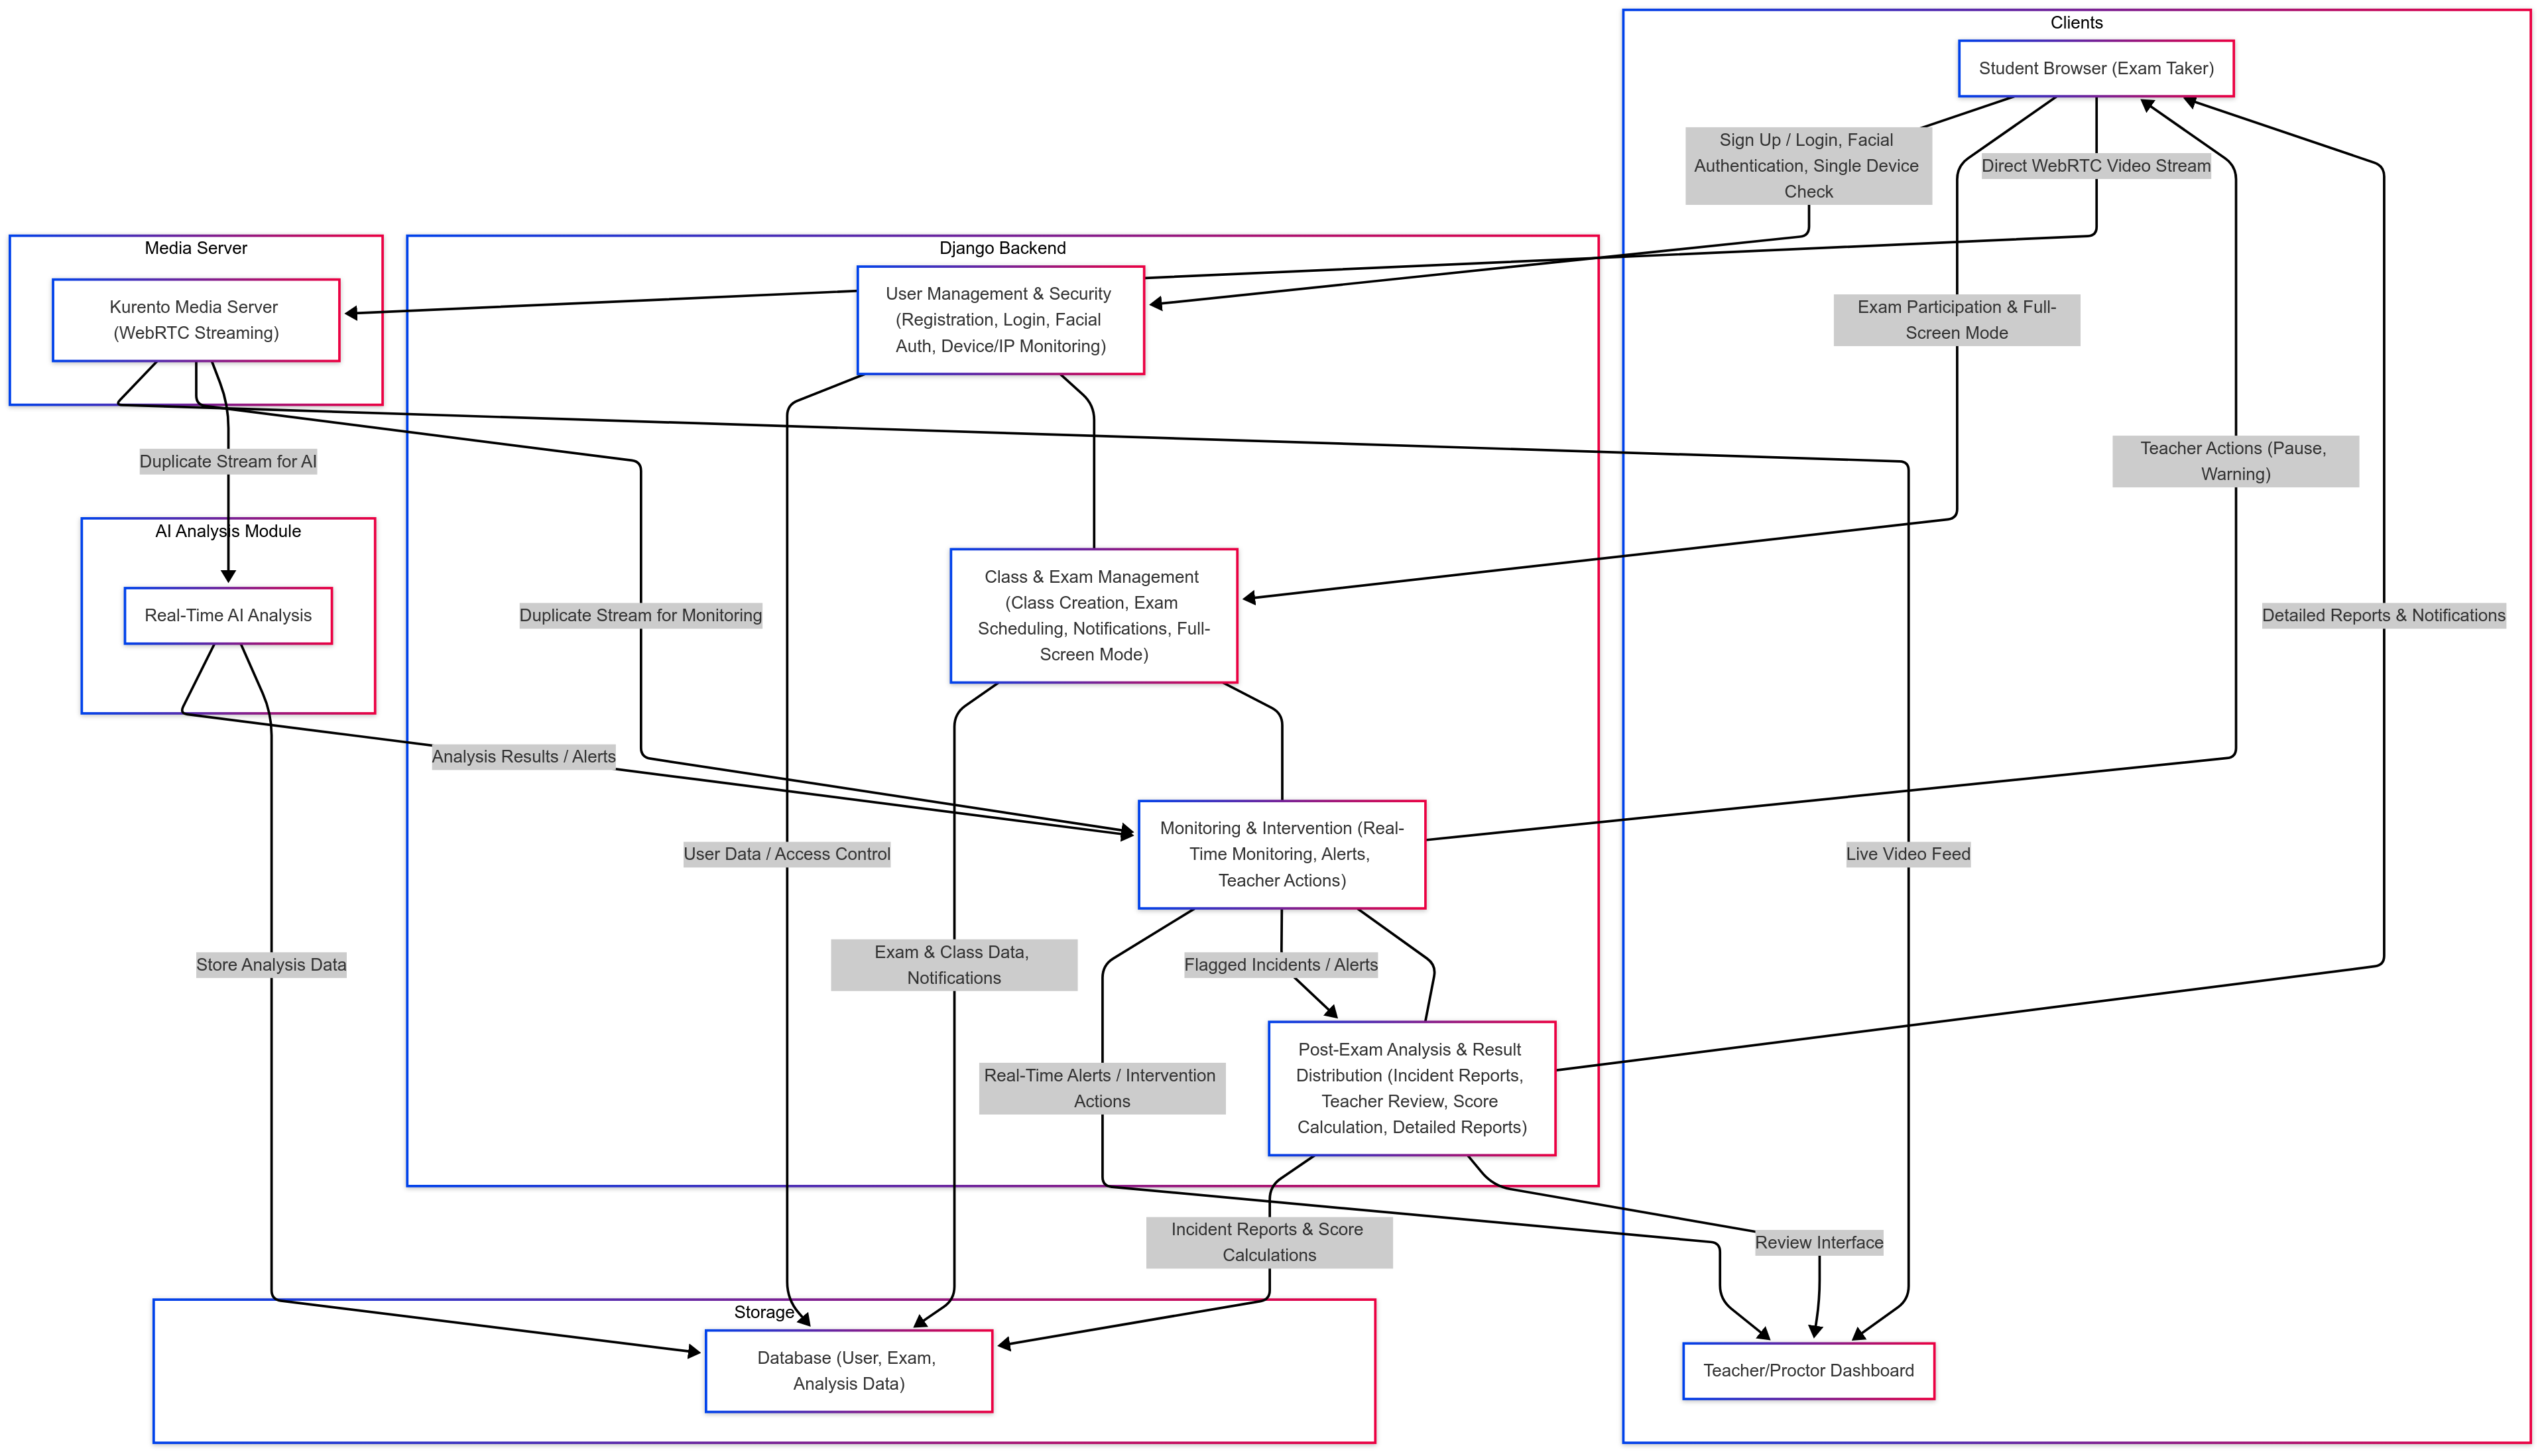 Clients
Student Browser (Exam Taker)
Sign Up / Login, Facial
Authentication, Single Device
Check
Direct WebRTC Video Stream
Media Server
Django Backend
Kurento Media Server
(WebRTC Streaming)
User Management & Security
(Registration, Login, Facial
Auth, Device/IP Monitoring)
Exam Participation & Full-
Screen Mode
Duplicate Stream for AI
Teacher Actions (Pause,
Warning)
AI Analysis Module
Real-Time AI Analysis
Duplicate Stream for Monitoring
Class & Exam Management
(Class Creation, Exam
Scheduling, Notifications, Full-
Screen Mode)
Detailed Reports & Notifications
Analysis Results / Alerts
User Data / Access Control
Monitoring & Intervention (Real-
Time Monitoring, Alerts,
Teacher Actions)
Live Video Feed
Store Analysis Data
Exam & Class Data,
Notifications
Flagged Incidents / Alerts
Real-Time Alerts / Intervention
Actions
Post-Exam Analysis & Result
Distribution (Incident Reports,
Teacher Review, Score
Calculation, Detailed Reports)
Incident Reports & Score
Calculations
Review Interface
Storage
Database (User, Exam,
Analysis Data)
Teacher/Proctor Dashboard